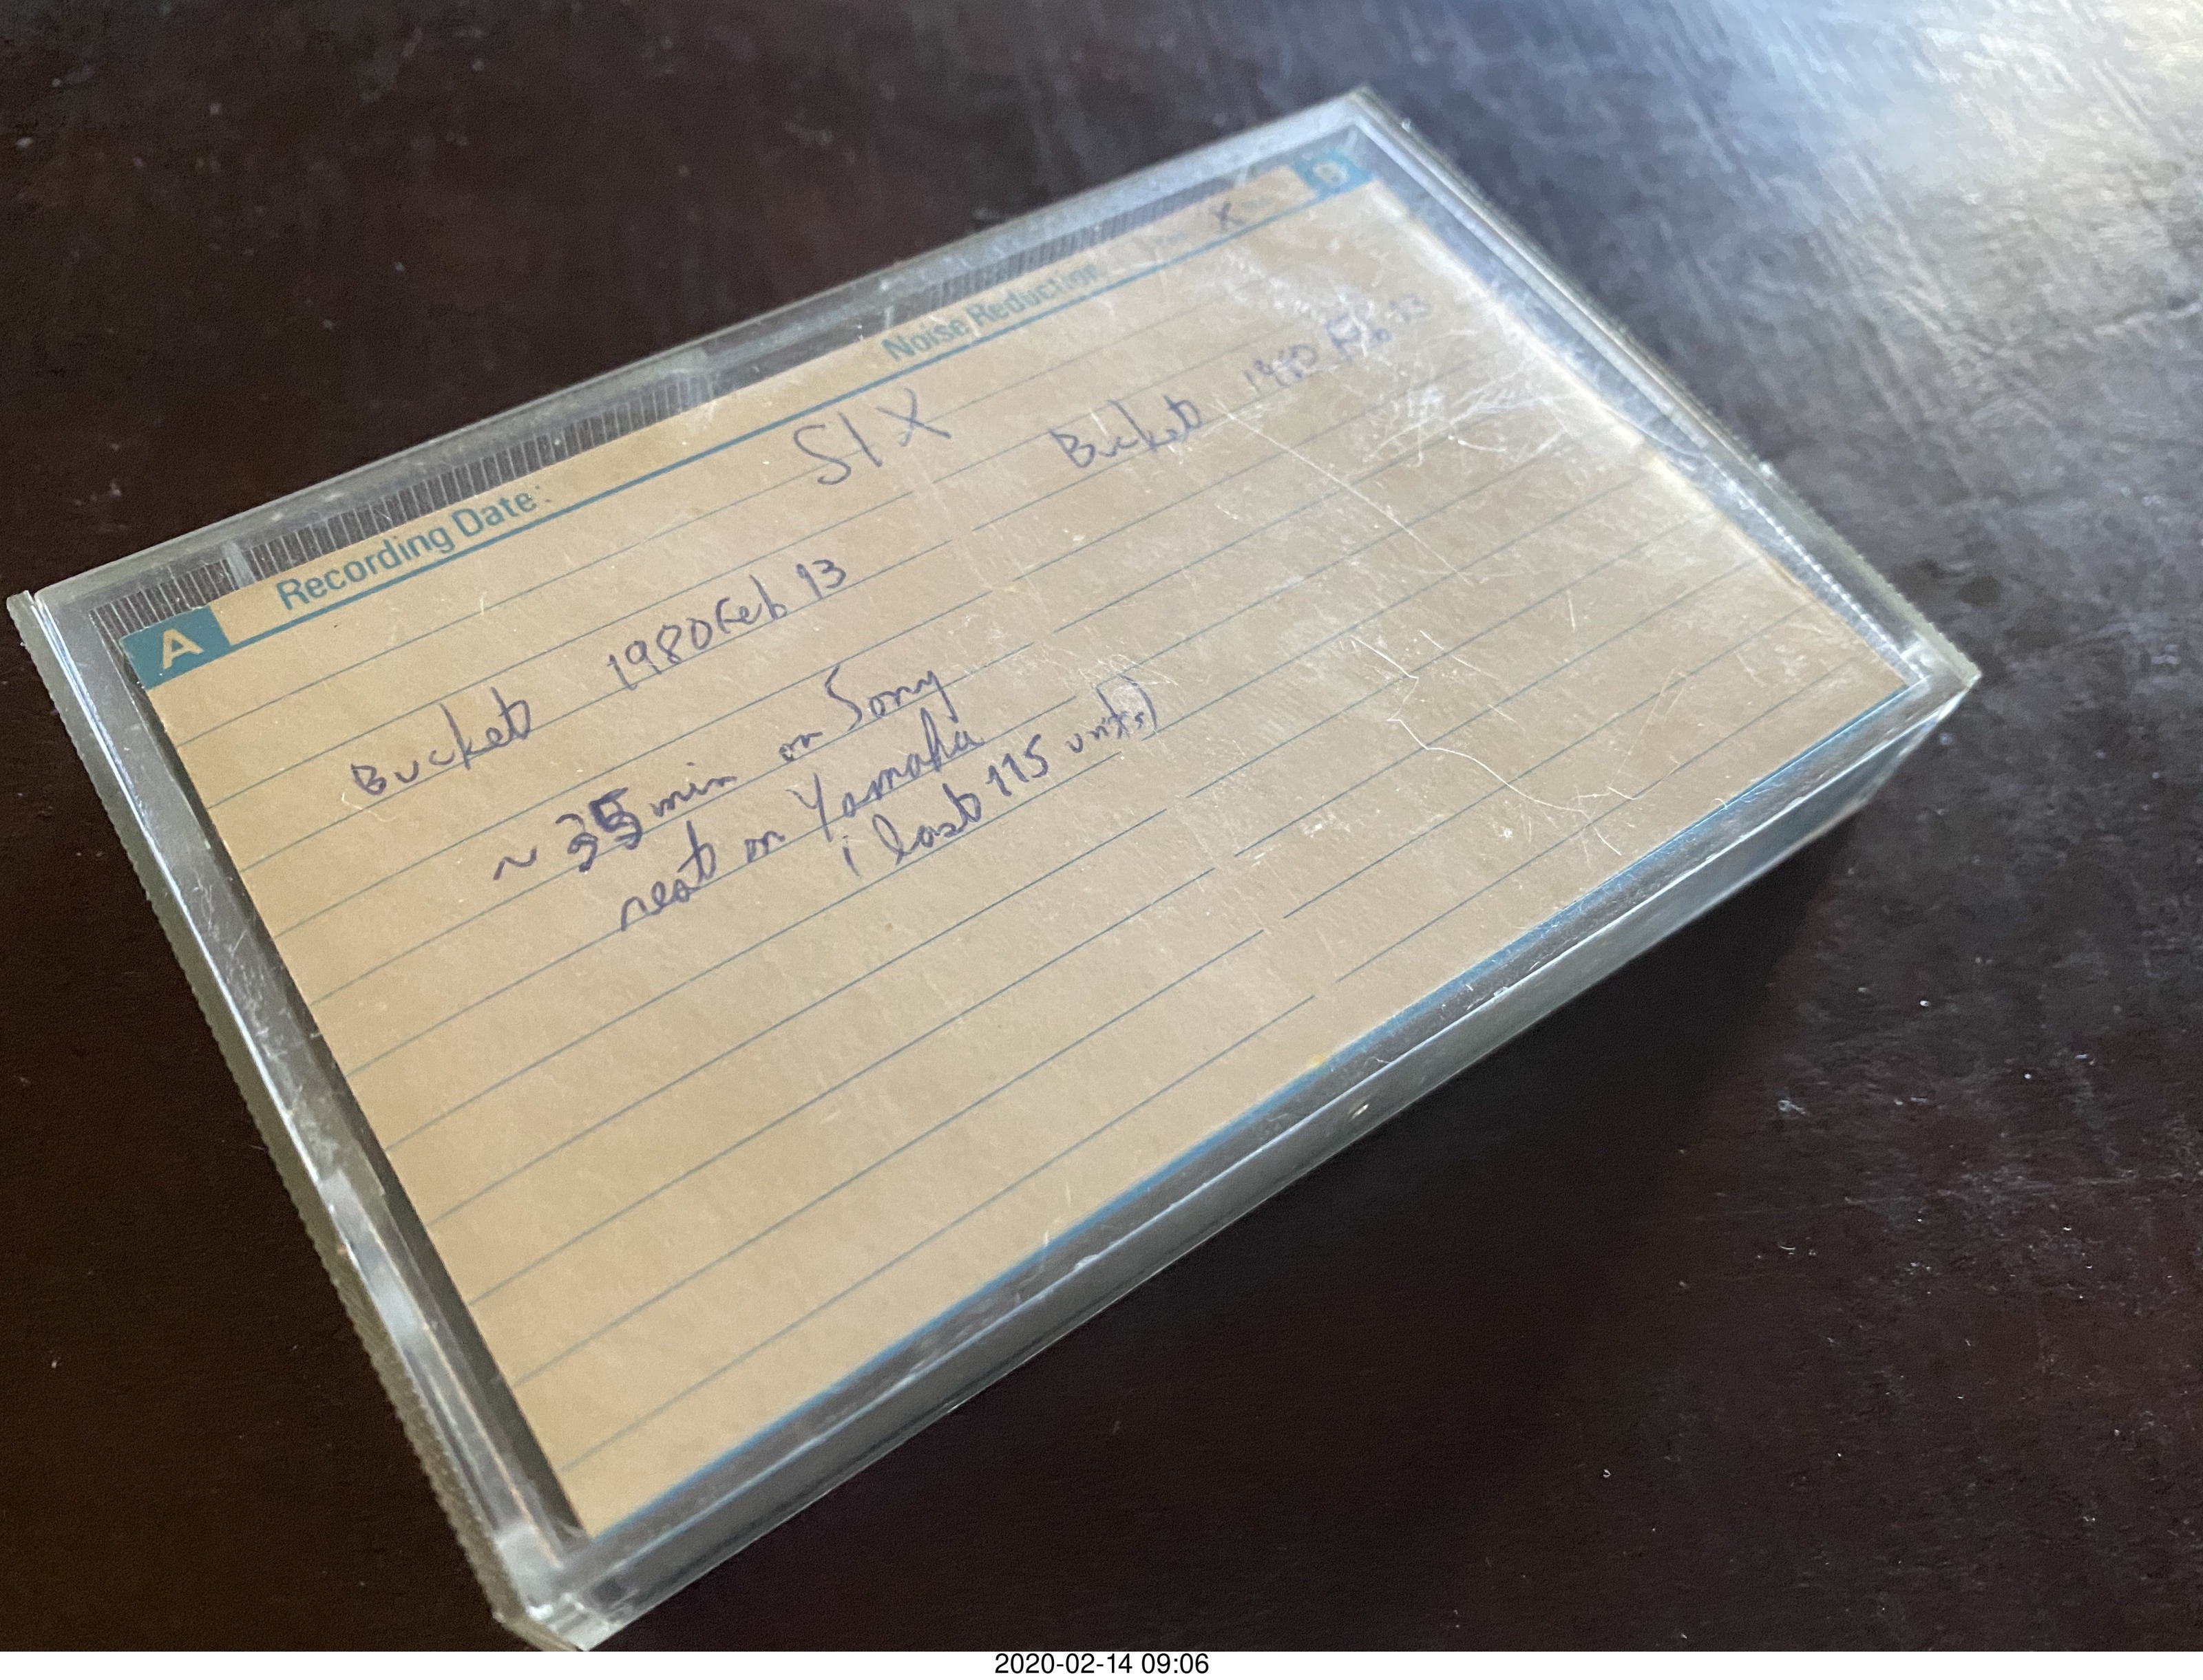 A Recording Date: Noise Reduction X B
SIX
Bucket 1980 Feb 13
Bucket 1980 Feb 13
~ 35 min on Sony
rest on Yamaha
(last 115 units)
2020-02-14 09:06